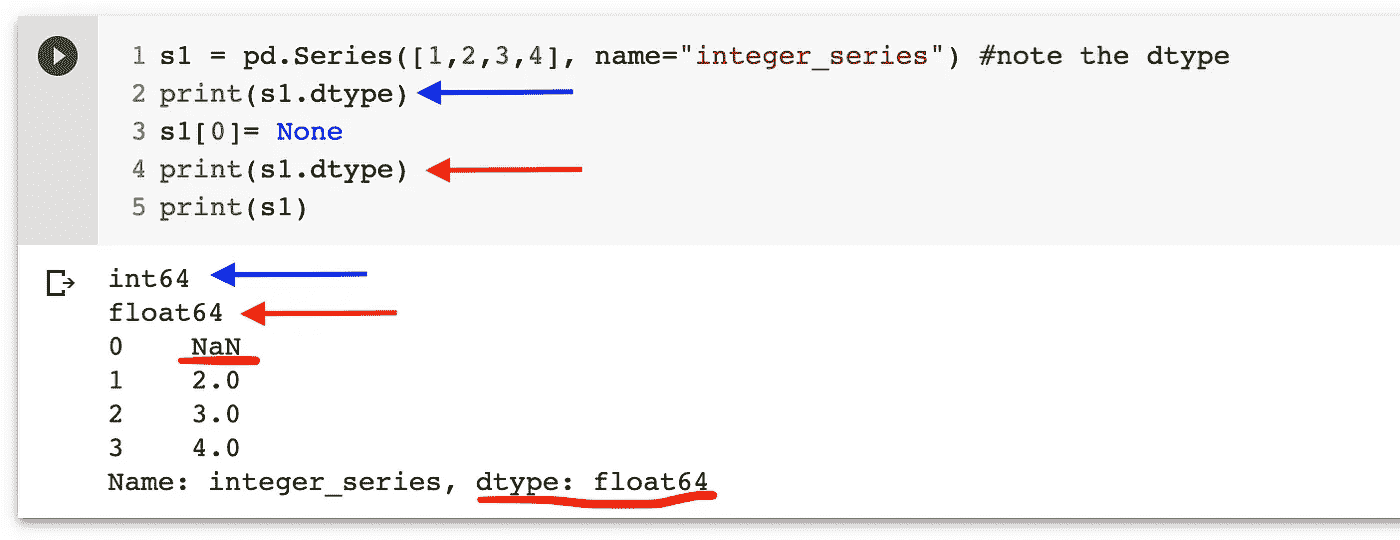 1 s1 = pd.Series([1,2,3,4], name="integer_series") #note the dtype
2 print(s1.dtype)
3 s1[0]= None
4 print(s1.dtype)
5 print(s1)
int64
float64
0    NaN
1    2.0
2    3.0
3    4.0
Name: integer_series, dtype: float64